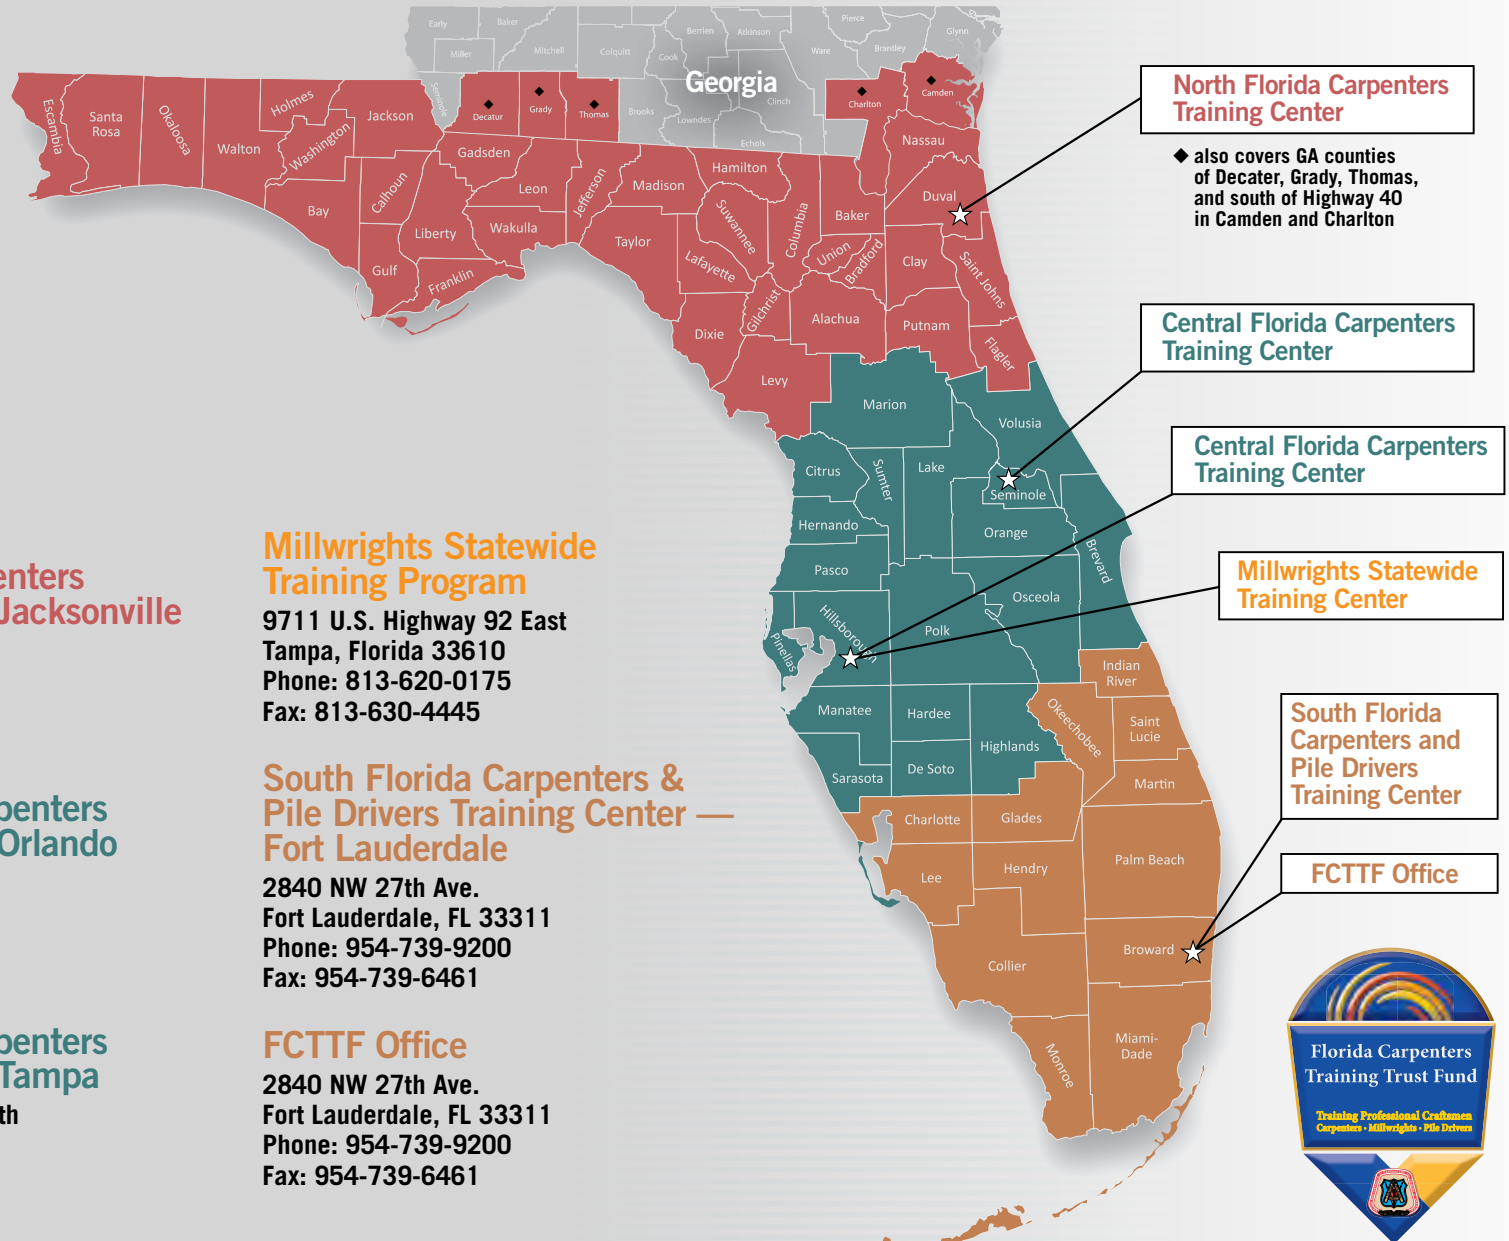 Early
Baker
Miller
Mitchell
Colquitt
Cook
Berrien
Atkinson
Ware
Pierce
Brantley
Glynn
Georgia
Seminole
Decatur
Grady
Thomas
Brooks
Lowndes
Clinch
Echols
Charlton
Camden
Escambia
Santa
Rosa
Okaloosa
Walton
Holmes
Washington
Jackson
Bay
Calhoun
Gulf
Liberty
Franklin
Gadsden
Leon
Wakulla
Jefferson
Madison
Taylor
Hamilton
Suwannee
Lafayette
Dixie
Columbia
Gilchrist
Baker
Union
Bradford
Alachua
Levy
Nassau
Duval
Clay
Saint Johns
Putnam
Flagler
Marion
Volusia
Citrus
Sumter
Lake
Seminole
Hernando
Orange
Brevard
Pasco
Osceola
Hillsborough
Pinellas
Polk
Manatee
Hardee
Highlands
Sarasota
De Soto
Indian
River
Okeechobee
Saint
Lucie
Martin
Charlotte
Glades
Lee
Hendry
Palm Beach
Collier
Broward
Monroe
Miami-
Dade
North Florida Carpenters
Training Center
◆ also covers GA counties
of Decater, Grady, Thomas,
and south of Highway 40
in Camden and Charlton
Central Florida Carpenters
Training Center
Central Florida Carpenters
Training Center
Millwrights Statewide
Training Center
South Florida
Carpenters and
Pile Drivers
Training Center
FCTTF Office
enters
Jacksonville
penters
Orlando
penters
Tampa
th
Millwrights Statewide
Training Program
9711 U.S. Highway 92 East
Tampa, Florida 33610
Phone: 813-620-0175
Fax: 813-630-4445
South Florida Carpenters &
Pile Drivers Training Center —
Fort Lauderdale
2840 NW 27th Ave.
Fort Lauderdale, FL 33311
Phone: 954-739-9200
Fax: 954-739-6461
FCTTF Office
2840 NW 27th Ave.
Fort Lauderdale, FL 33311
Phone: 954-739-9200
Fax: 954-739-6461
Florida Carpenters
Training Trust Fund
Training Professional Craftsmen
Carpenters · Millwrights · Pile Drivers